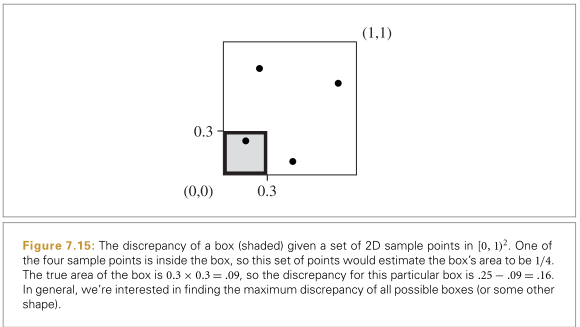 (1,1)
0.3
(0,0)
0.3
Figure 7.15: The discrepancy of a box (shaded) given a set of 2D sample points in [0, 1)². One of
the four sample points is inside the box, so this set of points would estimate the box's area to be 1/4.
The true area of the box is 0.3 × 0.3 = .09, so the discrepancy for this particular box is .25 − .09 = .16.
In general, we're interested in finding the maximum discrepancy of all possible boxes (or some other
shape).